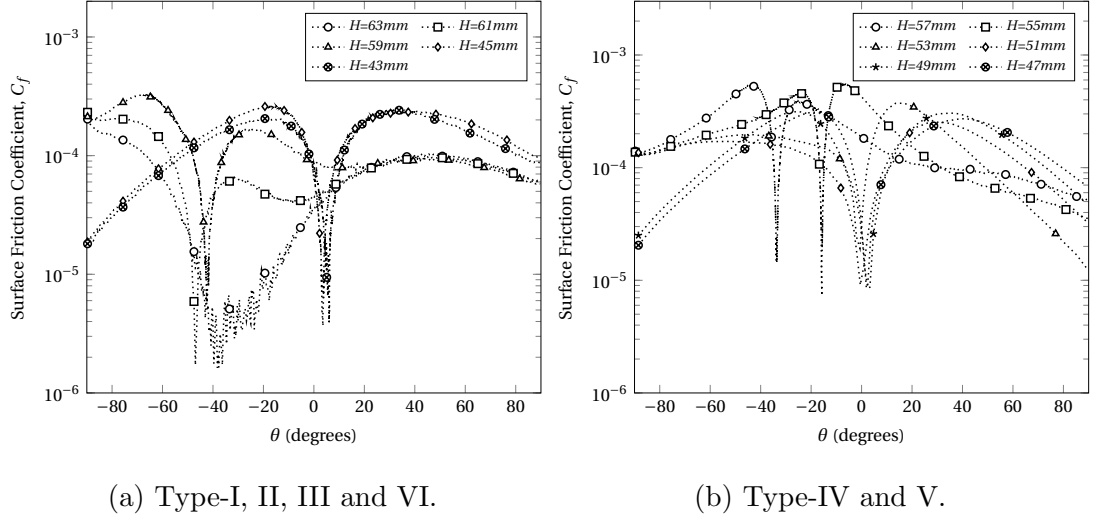 H=63mm H=61mm
H=59mm H=45mm
H=43mm
10⁻³
10⁻⁴
10⁻⁵
10⁻⁶
Surface Friction Coefficient, C_f
−80 −60 −40 −20 0 20 40 60 80
θ (degrees)
(a) Type-I, II, III and VI.
H=57mm H=55mm
H=53mm H=51mm
H=49mm H=47mm
10⁻³
10⁻⁴
10⁻⁵
10⁻⁶
Surface Friction Coefficient, C_f
−80 −60 −40 −20 0 20 40 60 80
θ (degrees)
(b) Type-IV and V.